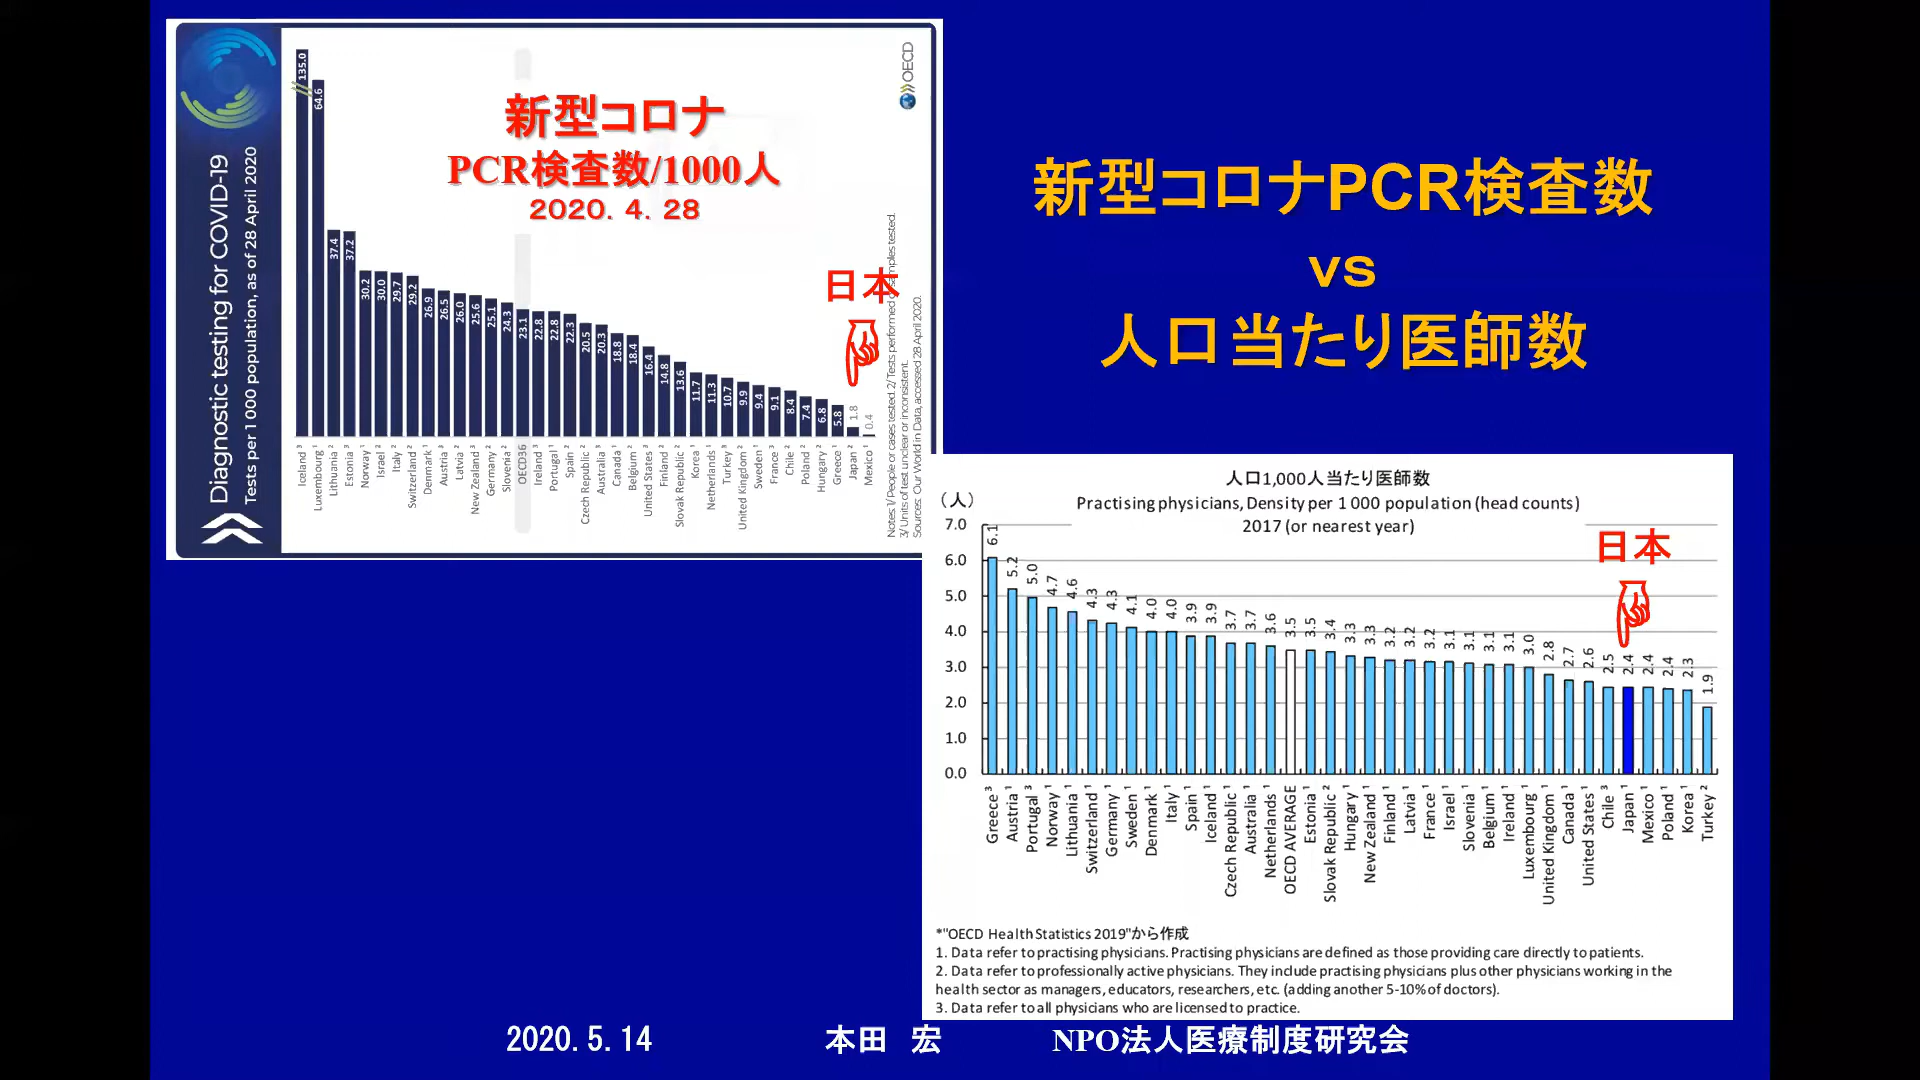 Diagnostic testing for COVID-19
Tests per 1 000 population, as of 28 April 2020
OECD
新型コロナ
PCR検査数/1000人
2020. 4. 28
日本
135.0
64.6
37.4
37.2
30.2
30.0
29.7
29.2
26.9
26.5
26.0
25.6
25.1
24.3
23.1
22.8
22.8
22.3
20.5
20.3
18.8
18.4
16.4
14.8
13.6
11.7
11.3
10.7
9.9
9.4
9.1
8.4
7.4
6.8
5.8
1.8
0.4
Iceland ³
Luxembourg ¹
Lithuania ²
Estonia ³
Norway ¹
Israel ²
Italy ²
Switzerland ²
Denmark ¹
Austria ³
Latvia ²
New Zealand ³
Germany ²
Slovenia ²
OECD36
Ireland ³
Portugal ¹
Spain ²
Czech Republic ²
Australia ³
Canada ¹
Belgium ²
United States ³
Finland ²
Slovak Republic ²
Korea ¹
Netherlands ¹
Turkey ³
United Kingdom ²
Sweden ¹
France ³
Chile ²
Poland ²
Hungary ²
Greece ¹
Japan ²
Mexico ¹
Notes: 1/ People or cases tested. 2/ Tests performed samples tested.
3/ Units of test unclear or inconsistent.
Sources: Our World in Data, accessed 28 April 2020.
新型コロナPCR検査数
vs
人口当たり医師数
人口1,000人当たり医師数
Practising physicians, Density per 1 000 population (head counts)
2017 (or nearest year)
(人)
日本
7.0
6.0
5.0
4.0
3.0
2.0
1.0
0.0
6.1
5.2
5.0
4.7
4.6
4.3
4.3
4.1
4.0
4.0
3.9
3.9
3.7
3.7
3.6
3.5
3.5
3.4
3.3
3.3
3.2
3.2
3.2
3.1
3.1
3.1
3.1
3.0
2.8
2.7
2.6
2.5
2.4
2.4
2.4
2.3
1.9
Greece ³
Austria ¹
Portugal ³
Norway ¹
Lithuania ¹
Switzerland ¹
Germany ¹
Sweden ¹
Denmark ¹
Italy ¹
Spain ¹
Iceland ¹
Czech Republic ¹
Australia ¹
Netherlands ¹
OECD AVERAGE
Estonia ¹
Slovak Republic ²
Hungary ¹
New Zealand ¹
Finland ¹
Latvia ¹
France ¹
Israel ¹
Slovenia ¹
Belgium ¹
Ireland ¹
Luxembourg ¹
United Kingdom ¹
Canada ¹
United States ¹
Chile ³
Japan ¹
Mexico ¹
Poland ¹
Korea ¹
Turkey ²
*"OECD Health Statistics 2019"から作成
1. Data refer to practising physicians. Practising physicians are defined as those providing care directly to patients.
2. Data refer to professionally active physicians. They include practising physicians plus other physicians working in the
health sector as managers, educators, researchers, etc. (adding another 5-10% of doctors).
3. Data refer to all physicians who are licensed to practice.
2020. 5. 14 本田 宏 NPO法人医療制度研究会